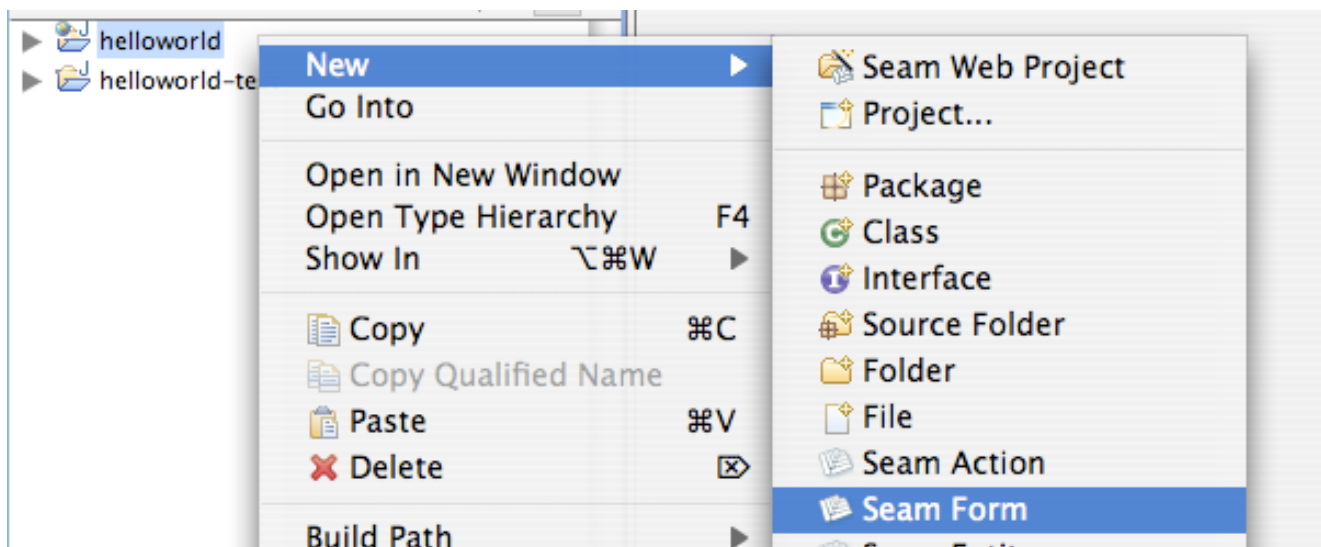 helloworld
helloworld-te
New
Go Into
Open in New Window
Open Type Hierarchy F4
Show In ⌥⌘W
Copy ⌘C
Copy Qualified Name
Paste ⌘V
Delete ⌦
Build Path
Seam Web Project
Project...
Package
Class
Interface
Source Folder
Folder
File
Seam Action
Seam Form